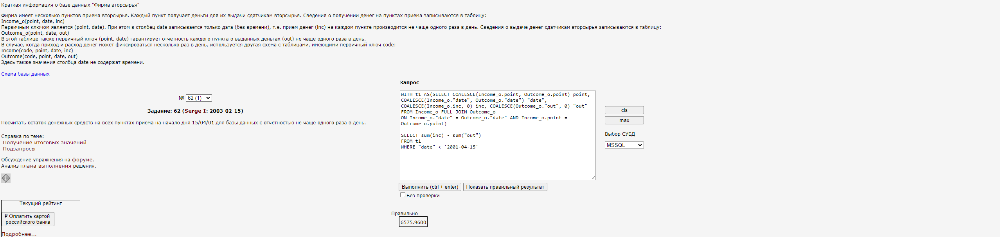 Краткая информация о базе данных "Фирма вторсырья"
Фирма имеет несколько пунктов приема вторсырья. Каждый пункт получает деньги для их выдачи сдатчикам вторсырья. Сведения о получении денег на пунктах приема записываются в таблицу:
Income_o(point, date, inc)
Первичным ключом является (point, date). При этом в столбец date записывается только дата (без времени), т.е. прием денег (inc) на каждом пункте производится не чаще одного раза в день. Сведения о выдаче денег сдатчикам вторсырья записываются в таблицу:
Outcome_o(point, date, out)
В этой таблице также первичный ключ (point, date) гарантирует отчетность каждого пункта о выданных деньгах (out) не чаще одного раза в день.
В случае, когда приход и расход денег может фиксироваться несколько раз в день, используется другая схема с таблицами, имеющими первичный ключ code:
Income(code, point, date, inc)
Outcome(code, point, date, out)
Здесь также значения столбца date не содержат времени.
Схема базы данных
№ 62 (1)
Задание: 62 (Serge I: 2003-02-15)
Посчитать остаток денежных средств на всех пунктах приема на начало дня 15/04/01 для базы данных с отчетностью не чаще одного раза в день.
Справка по теме:
Получение итоговых значений
Подзапросы
Обсуждение упражнения на форуме.
Анализ плана выполнения решения.
Текущий рейтинг
₽ Оплатить картой
российского банка
Подробнее...
Запрос
WITH t1 AS(SELECT COALESCE(Income_o.point, Outcome_o.point) point,
COALESCE(Income_o."date", Outcome_o."date") "date",
COALESCE(Income_o.inc, 0) inc, COALESCE(Outcome_o."out", 0) "out"
FROM Income_o FULL JOIN Outcome_o
ON Income_o."date" = Outcome_o."date" AND Income_o.point =
Outcome_o.point)
SELECT sum(inc) - sum("out")
FROM t1
WHERE "date" < '2001-04-15'
cls
max
Выбор СУБД
MSSQL
Выполнить (ctrl + enter) Показать правильный результат
Без проверки
Правильно
6575.9600